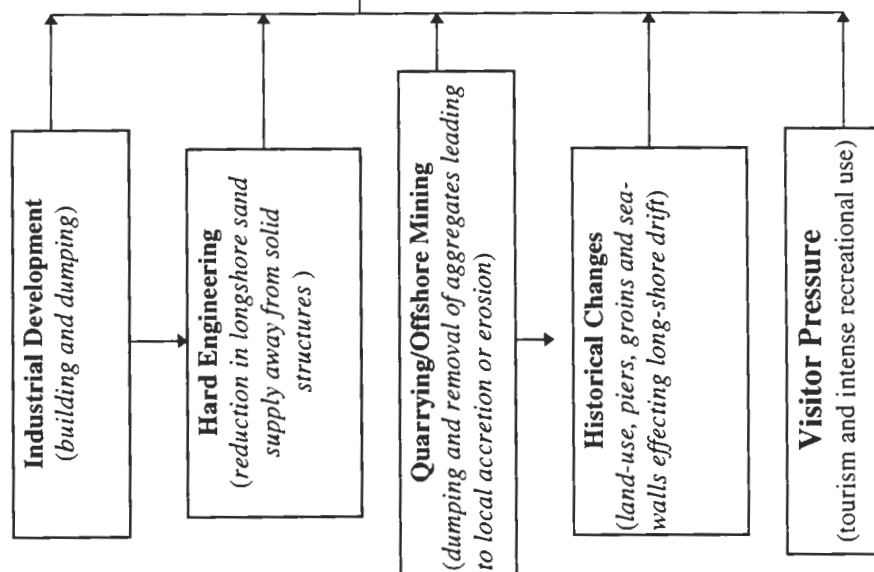 Industrial Development
(building and dumping)
Hard Engineering
(reduction in longshore sand
supply away from solid
structures )
Quarrying/Offshore Mining
(dumping and removal of aggregates leading
to local accretion or erosion)
Historical Changes
(land-use, piers, groins and sea-
walls effecting long-shore drift)
Visitor Pressure
(tourism and intense recreational use)